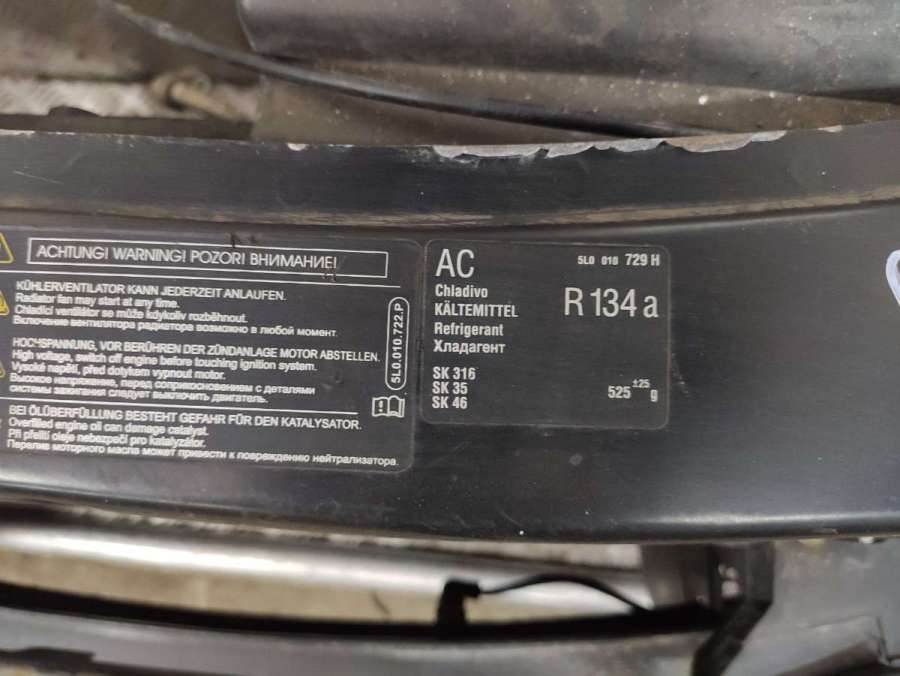 ACHTUNG! WARNING! POZOR! ВНИМАНИЕ!
KÜHLERVENTILATOR KANN JEDERZEIT ANLAUFEN.
Radiator fan may start at any time.
Chladící ventilátor se může kdykoliv rozběhnout.
Включение вентилятора радиатора возможно в любой момент.
HOCHSPANNUNG, VOR BERÜHREN DER ZÜNDANLAGE MOTOR ABSTELLEN.
High voltage, switch off engine before touching ignition system.
Vysoké napětí, před dotykem vypnout motor.
Высокое напряжение, перед соприкосновением с деталями
системы зажигания следует выключить двигатель.
BEI ÖLÜBERFÜLLUNG BESTEHT GEFAHR FÜR DEN KATALYSATOR.
Overfilled engine oil can damage catalyst.
Při přelití oleje nebezpečí pro katalyzátor.
Перелив моторного масла может привести к повреждению нейтрализатора.
5L0.010.722.P
AC
5L0 010 729 H
Chladivo
KÄLTEMITTEL
Refrigerant
Хладагент
R 134 a
SK 316
SK 35
SK 46
525 ±25 g